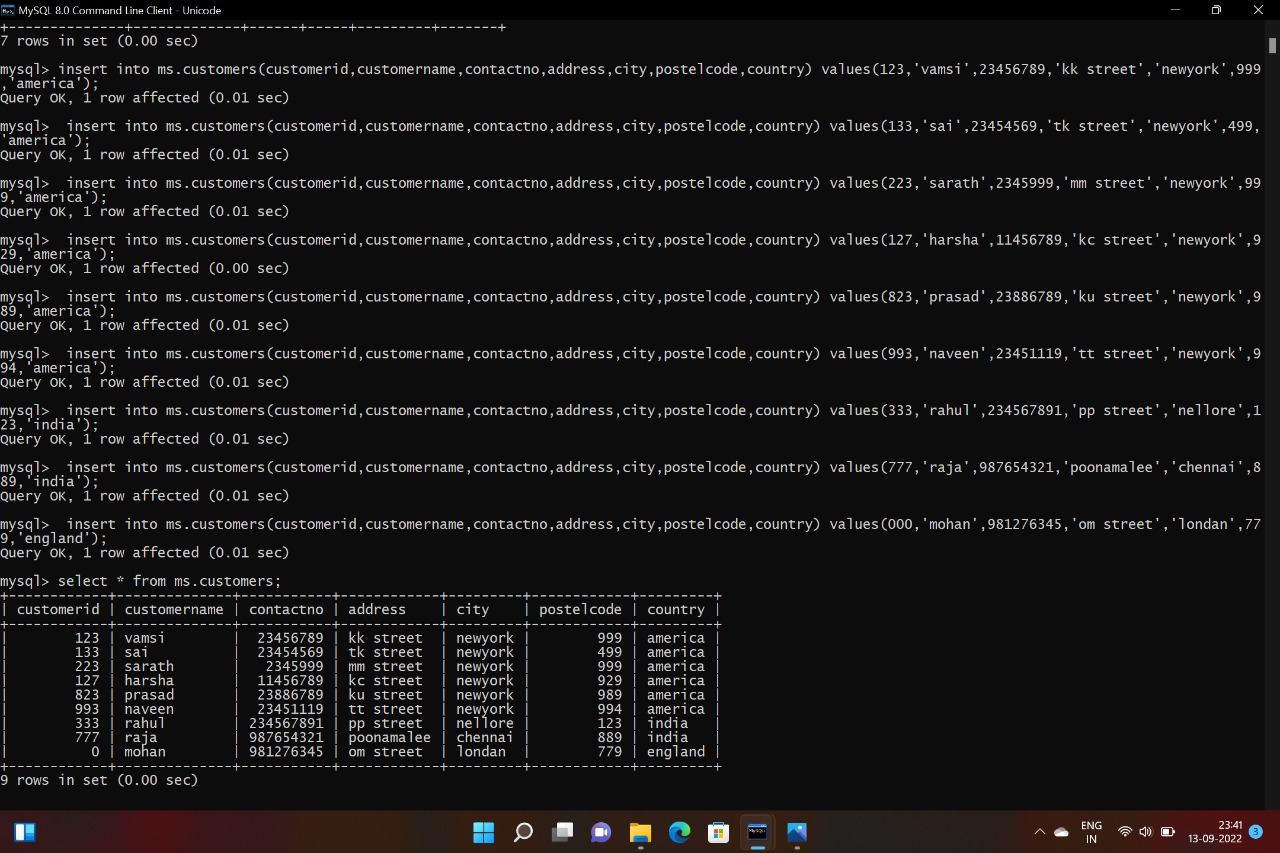 MySQL 8.0 Command Line Client - Unicode
+--------------+-------------+------+-----+---------+-------+
7 rows in set (0.00 sec)
mysql> insert into ms.customers(customerid,customername,contactno,address,city,postelcode,country) values(123,'vamsi',23456789,'kk street','newyork',999
,'america');
Query OK, 1 row affected (0.01 sec)
mysql>  insert into ms.customers(customerid,customername,contactno,address,city,postelcode,country) values(133,'sai',23454569,'tk street','newyork',499,
'america');
Query OK, 1 row affected (0.01 sec)
mysql>  insert into ms.customers(customerid,customername,contactno,address,city,postelcode,country) values(223,'sarath',2345999,'mm street','newyork',99
9,'america');
Query OK, 1 row affected (0.01 sec)
mysql>  insert into ms.customers(customerid,customername,contactno,address,city,postelcode,country) values(127,'harsha',11456789,'kc street','newyork',9
29,'america');
Query OK, 1 row affected (0.00 sec)
mysql>  insert into ms.customers(customerid,customername,contactno,address,city,postelcode,country) values(823,'prasad',23886789,'ku street','newyork',9
89,'america');
Query OK, 1 row affected (0.01 sec)
mysql>  insert into ms.customers(customerid,customername,contactno,address,city,postelcode,country) values(993,'naveen',23451119,'tt street','newyork',9
94,'america');
Query OK, 1 row affected (0.01 sec)
mysql>  insert into ms.customers(customerid,customername,contactno,address,city,postelcode,country) values(333,'rahul',234567891,'pp street','nellore',1
23,'india');
Query OK, 1 row affected (0.01 sec)
mysql>  insert into ms.customers(customerid,customername,contactno,address,city,postelcode,country) values(777,'raja',987654321,'poonamalee','chennai',8
89,'india');
Query OK, 1 row affected (0.01 sec)
mysql>  insert into ms.customers(customerid,customername,contactno,address,city,postelcode,country) values(000,'mohan',981276345,'om street','londan',77
9,'england');
Query OK, 1 row affected (0.01 sec)
mysql> select * from ms.customers;
+------------+--------------+-----------+------------+---------+------------+---------+
| customerid | customername | contactno | address    | city    | postelcode | country |
+------------+--------------+-----------+------------+---------+------------+---------+
|        123 | vamsi        |  23456789 | kk street  | newyork |        999 | america |
|        133 | sai          |  23454569 | tk street  | newyork |        499 | america |
|        223 | sarath       |   2345999 | mm street  | newyork |        999 | america |
|        127 | harsha       |  11456789 | kc street  | newyork |        929 | america |
|        823 | prasad       |  23886789 | ku street  | newyork |        989 | america |
|        993 | naveen       |  23451119 | tt street  | newyork |        994 | america |
|        333 | rahul        | 234567891 | pp street  | nellore |        123 | india   |
|        777 | raja         | 987654321 | poonamalee | chennai |        889 | india   |
|          0 | mohan        | 981276345 | om street  | londan  |        779 | england |
+------------+--------------+-----------+------------+---------+------------+---------+
9 rows in set (0.00 sec)
ENG
IN
23:41
13-09-2022
3